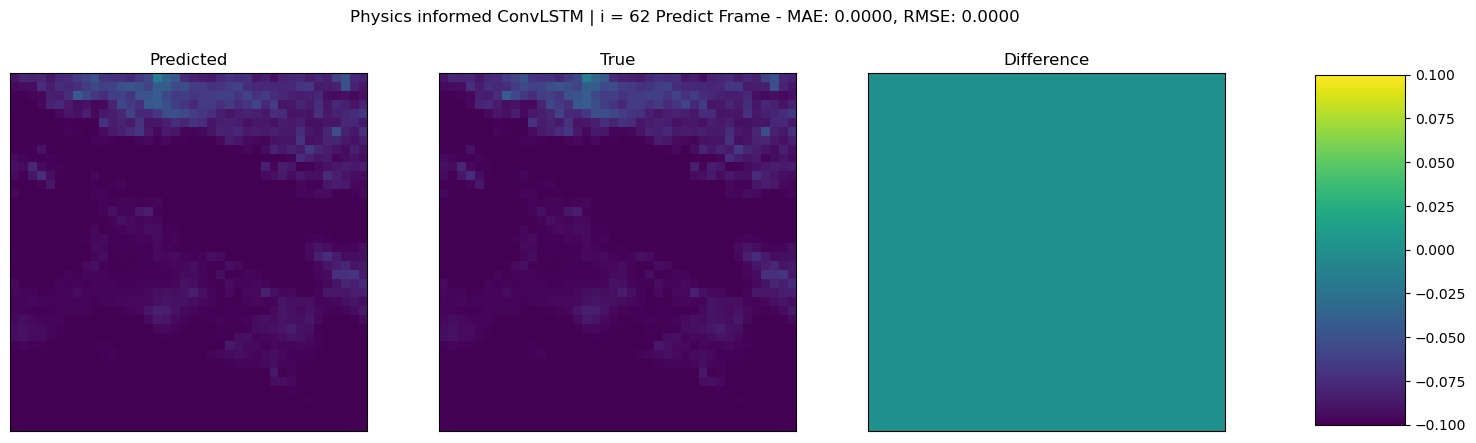 Physics informed ConvLSTM | i = 62 Predict Frame - MAE: 0.0000, RMSE: 0.0000
Predicted
True
Difference
0.100
0.075
0.050
0.025
0.000
−0.025
−0.050
−0.075
−0.100